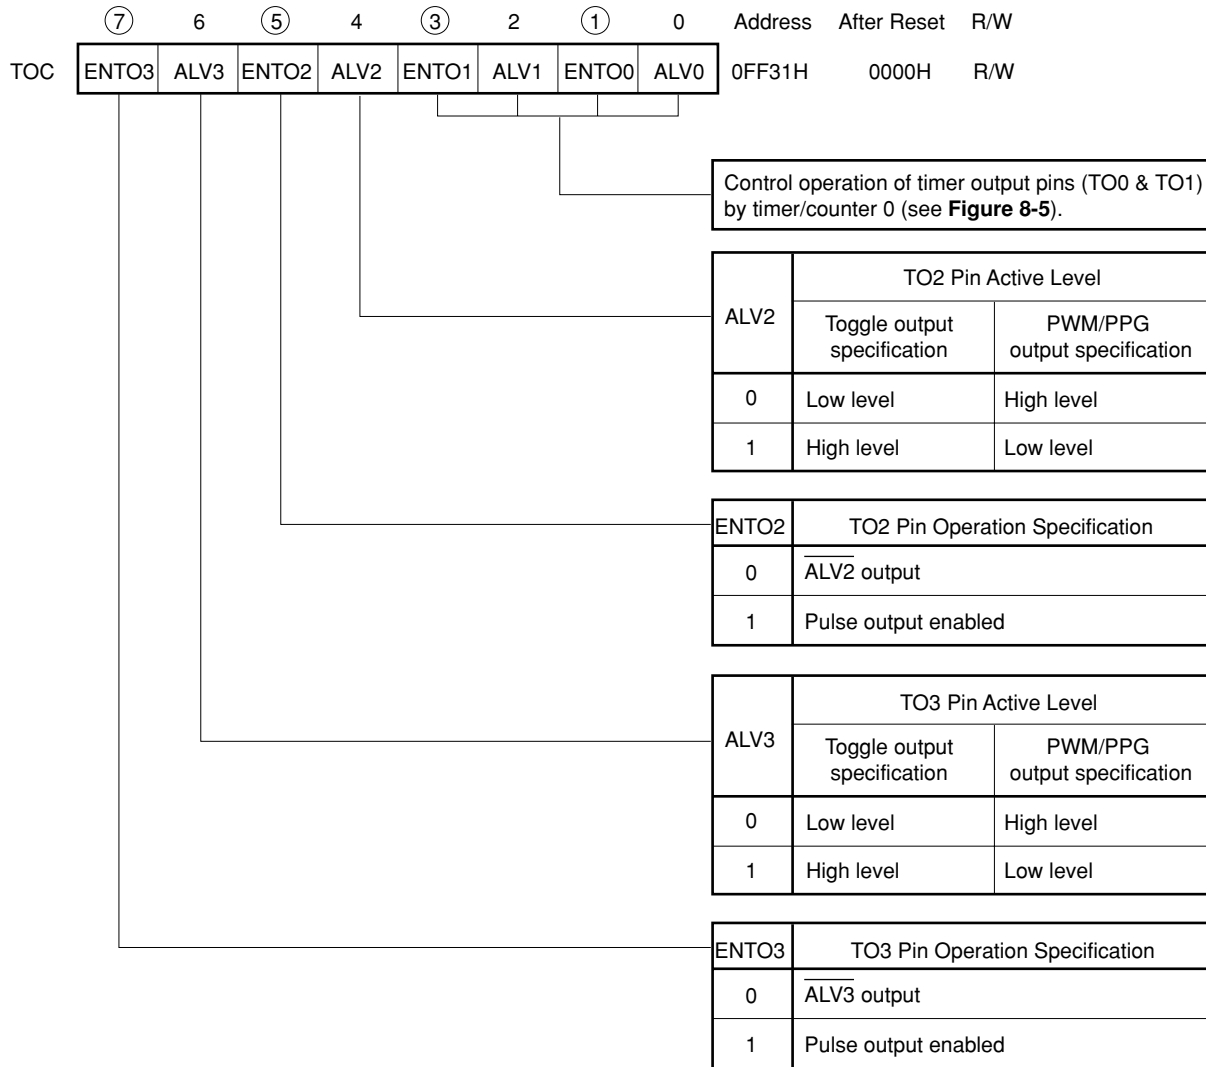 7 6 5 4 3 2 1 0 Address After Reset R/W
TOC ENTO3 ALV3 ENTO2 ALV2 ENTO1 ALV1 ENTO0 ALV0 0FF31H 0000H R/W
Control operation of timer output pins (TO0 & TO1)
by timer/counter 0 (see Figure 8-5).
ALV2
TO2 Pin Active Level
Toggle output
specification
PWM/PPG
output specification
0 Low level High level
1 High level Low level
ENTO2 TO2 Pin Operation Specification
0 A̅L̅V̅2̅ output
1 Pulse output enabled
ALV3
TO3 Pin Active Level
Toggle output
specification
PWM/PPG
output specification
0 Low level High level
1 High level Low level
ENTO3 TO3 Pin Operation Specification
0 A̅L̅V̅3̅ output
1 Pulse output enabled